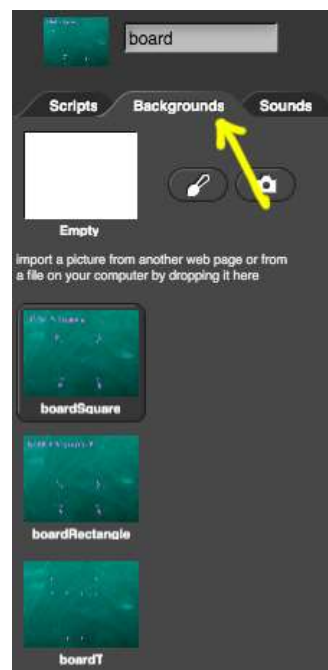 board
Scripts Backgrounds Sounds
Empty
import a picture from another web page or from
a file on your computer by dropping it here
boardSquare
boardRectangle
boardT